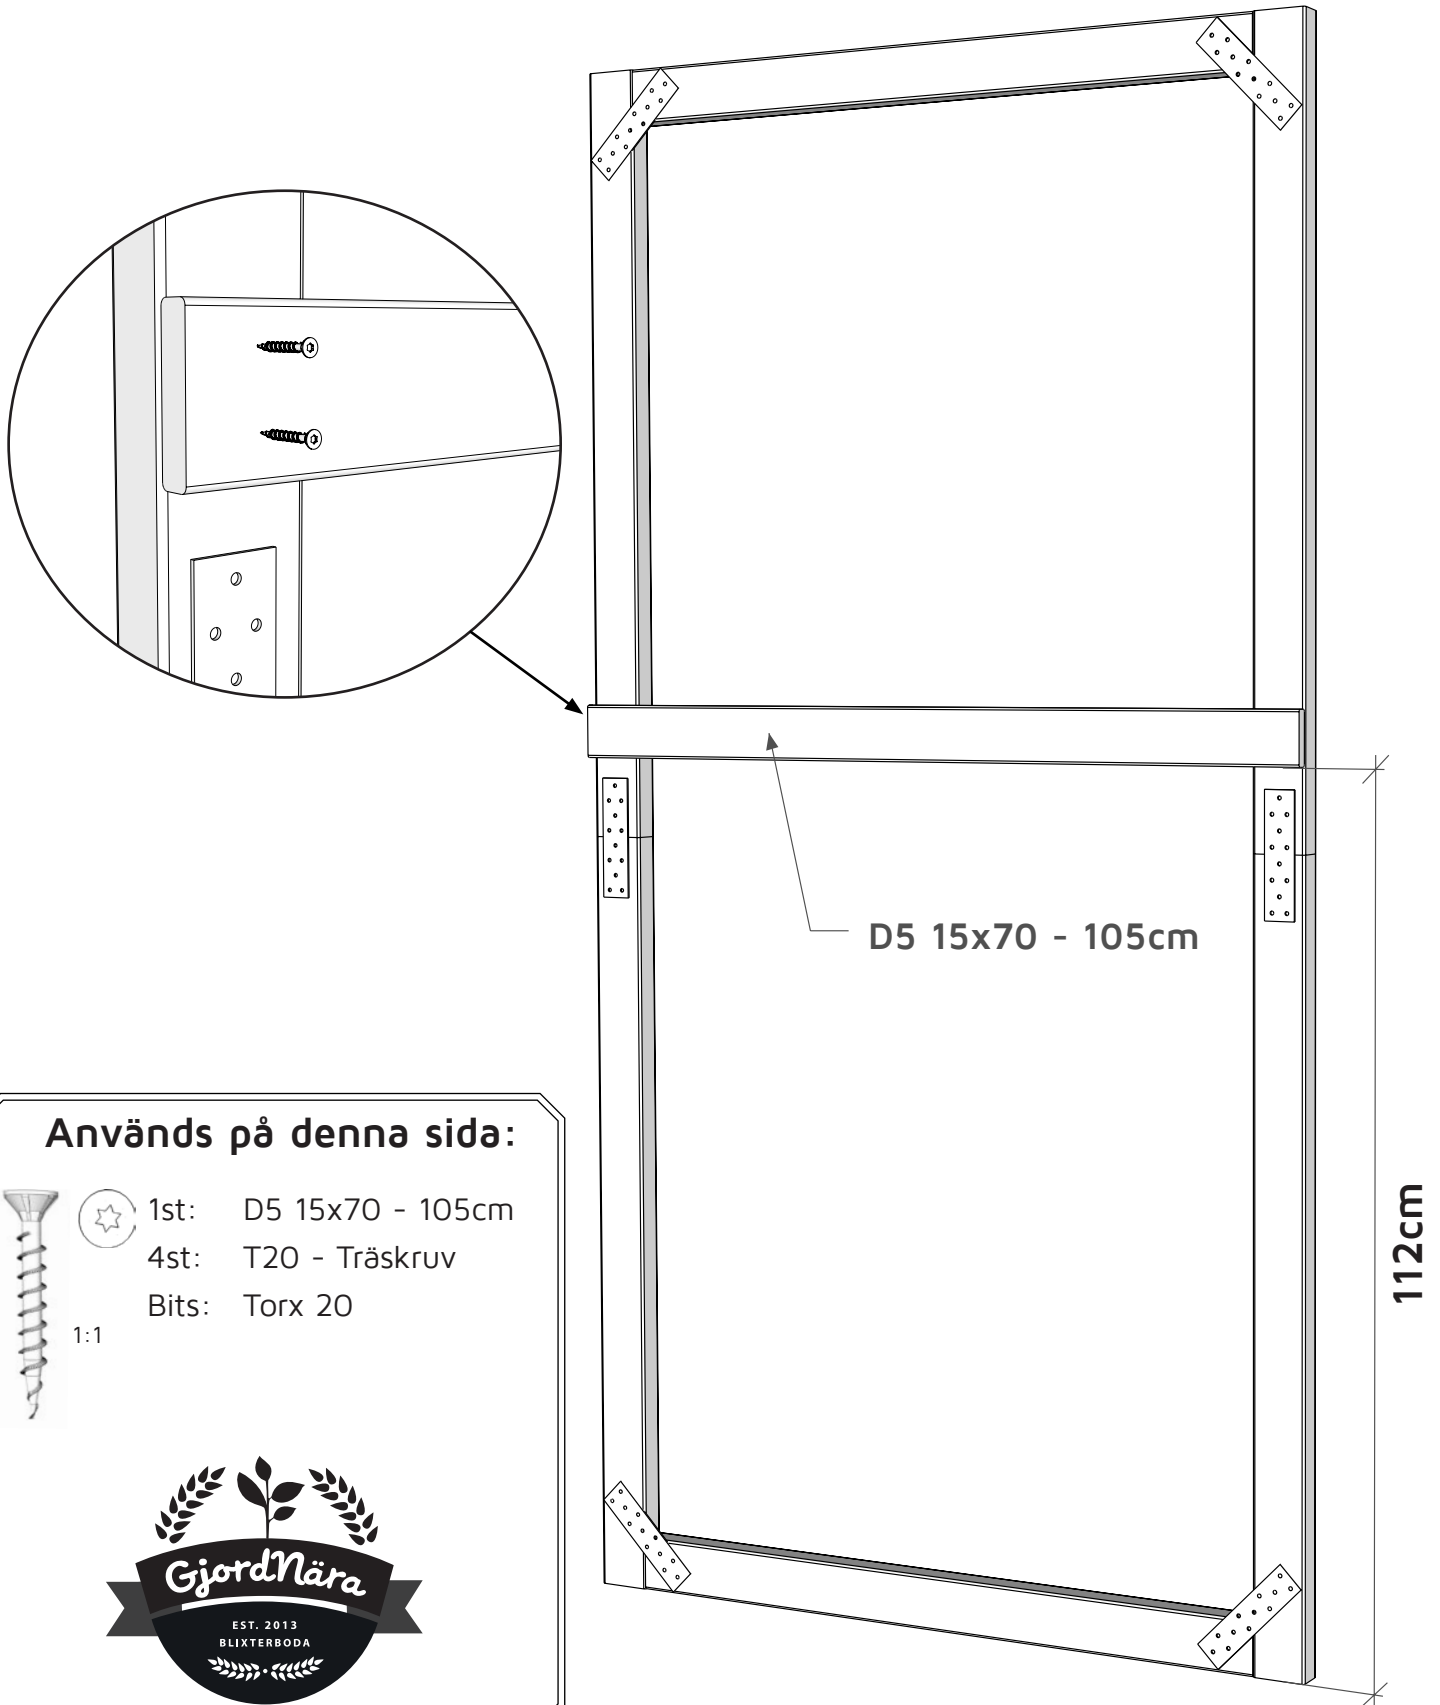 D5 15x70 - 105cm
112cm
Används på denna sida:
1st: D5 15x70 - 105cm
4st: T20 - Träskruv
Bits: Torx 20
1:1
GjordNära
EST. 2013
BLIXTERBODA